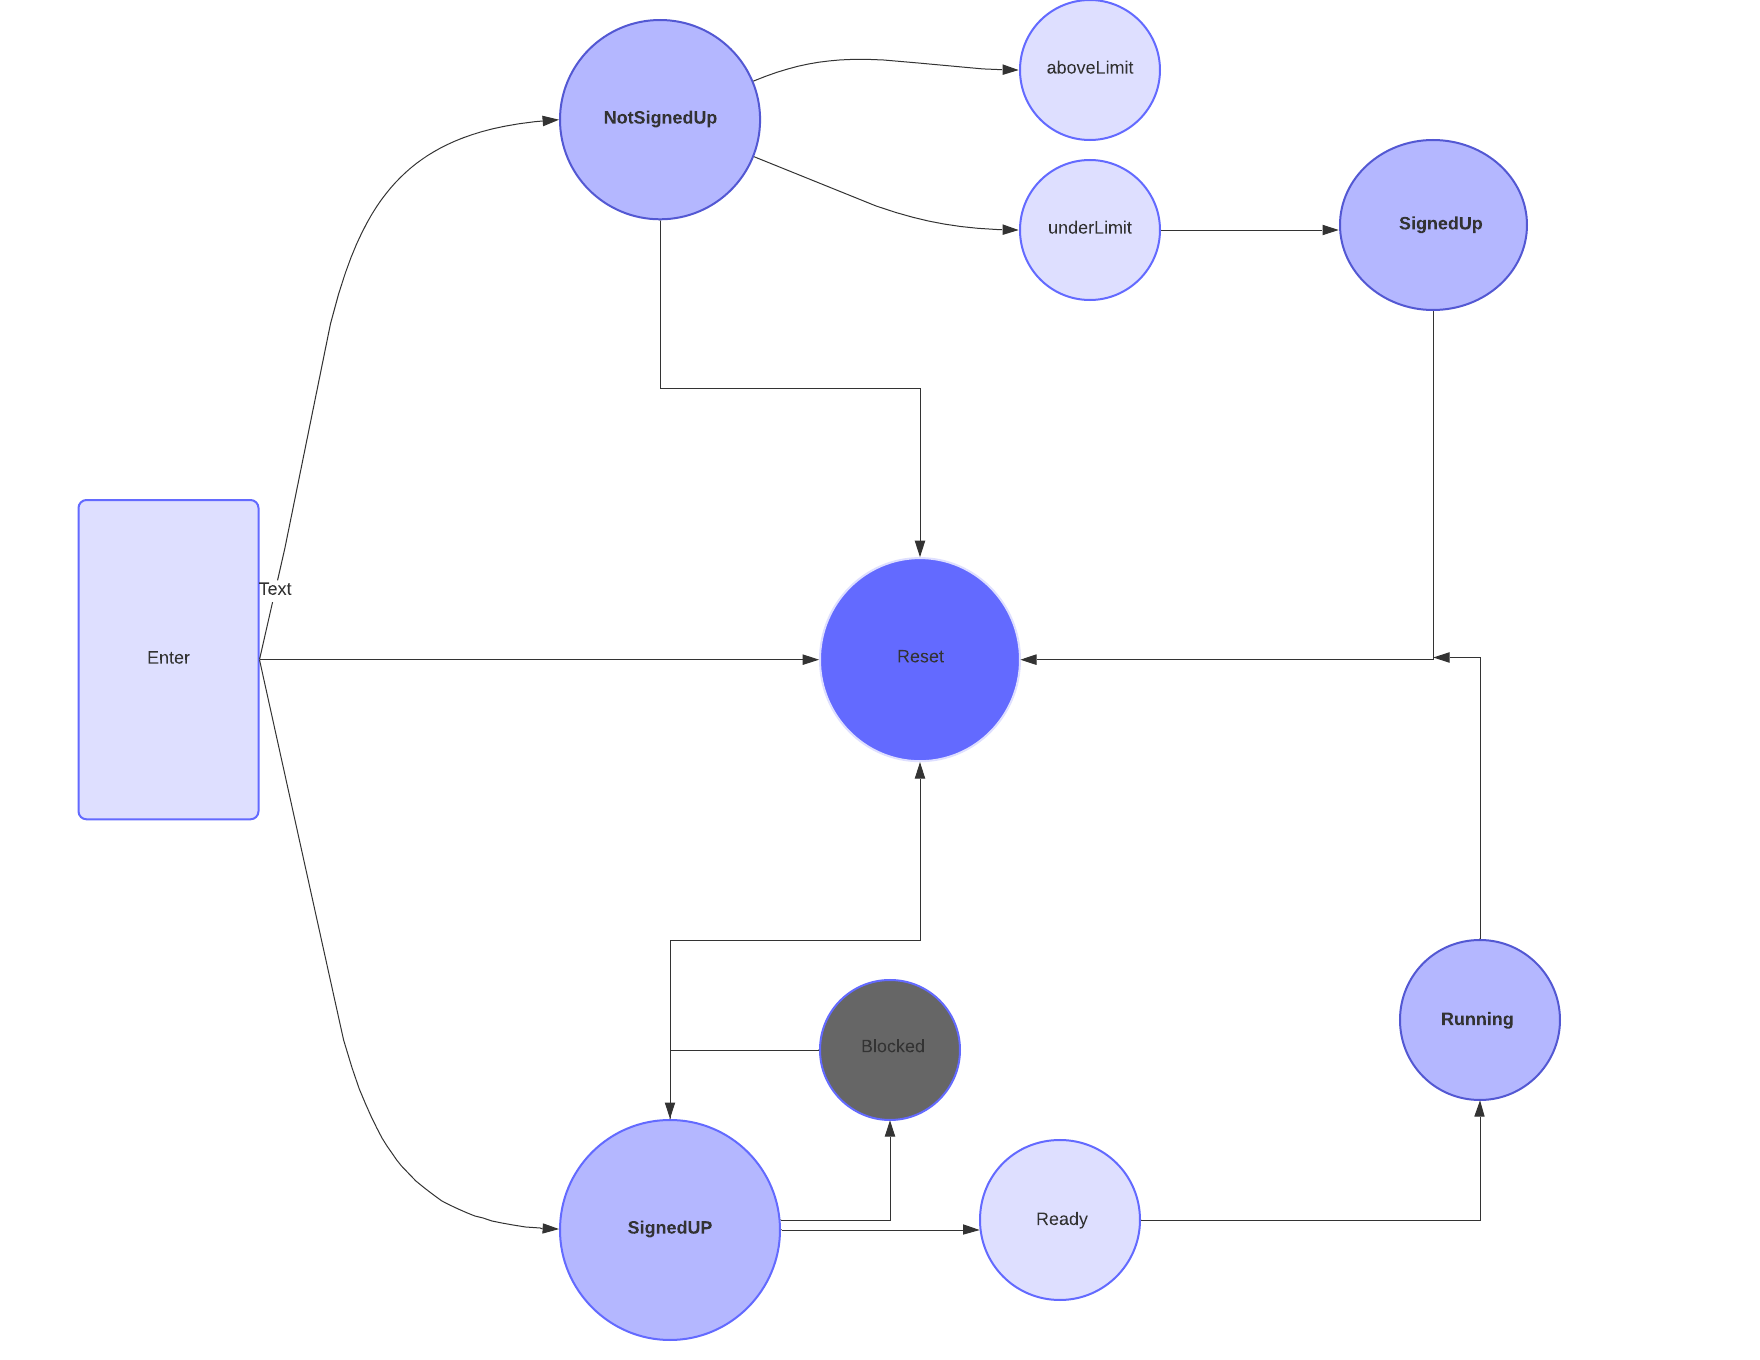 aboveLimit
NotSignedUp
underLimit
SignedUp
Text
Enter
Reset
Running
Blocked
Ready
SignedUP